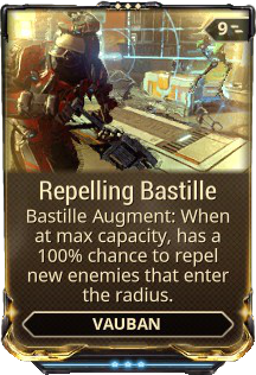 9
Repelling Bastille
Bastille Augment: When
at max capacity, has a
100% chance to repel
new enemies that enter
the radius.
VAUBAN